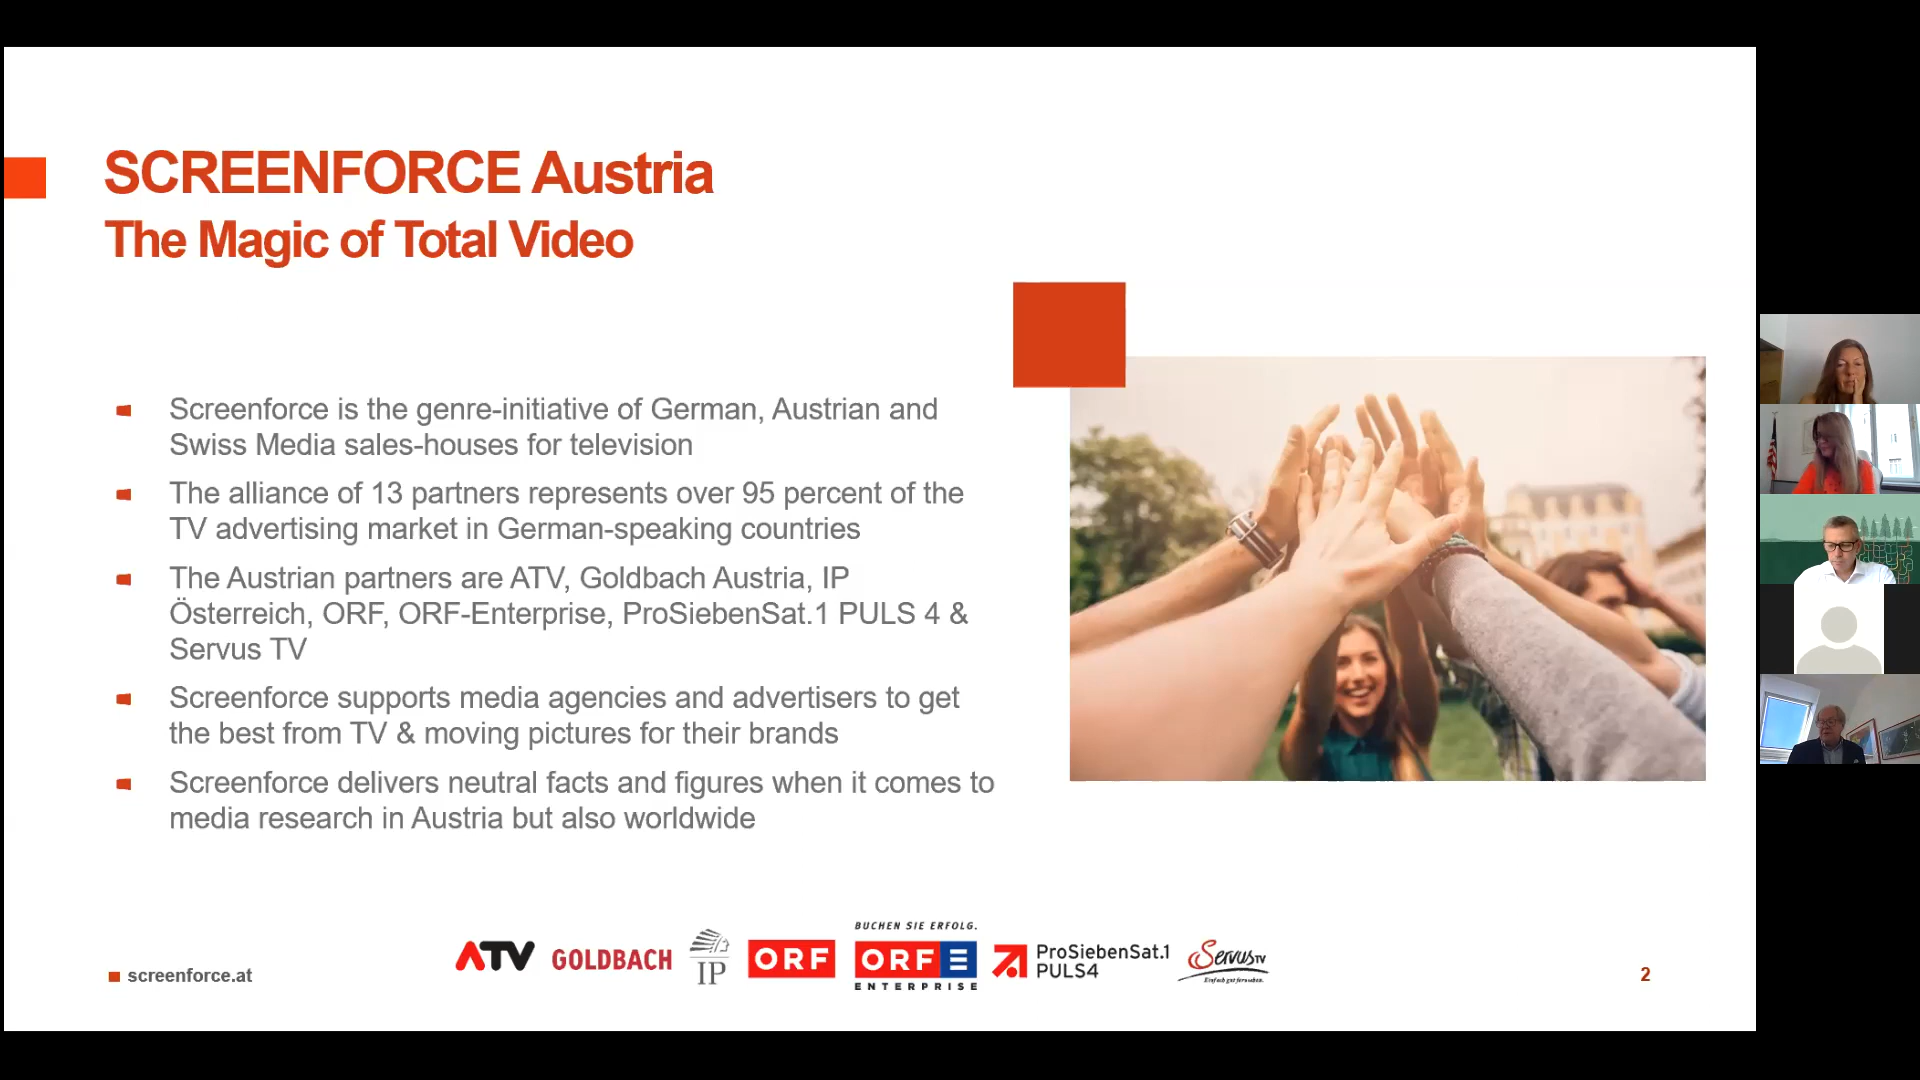 SCREENFORCE Austria
The Magic of Total Video
Screenforce is the genre-initiative of German, Austrian and
Swiss Media sales-houses for television
The alliance of 13 partners represents over 95 percent of the
TV advertising market in German-speaking countries
The Austrian partners are ATV, Goldbach Austria, IP
Österreich, ORF, ORF-Enterprise, ProSiebenSat.1 PULS 4 &
Servus TV
Screenforce supports media agencies and advertisers to get
the best from TV & moving pictures for their brands
Screenforce delivers neutral facts and figures when it comes to
media research in Austria but also worldwide
screenforce.at
ATV
GOLDBACH
IP
ORF
BUCHEN SIE ERFOLG.
ORF E
ENTERPRISE
ProSiebenSat.1
PULS4
Servus TV
Einfach gut fernsehen.
2